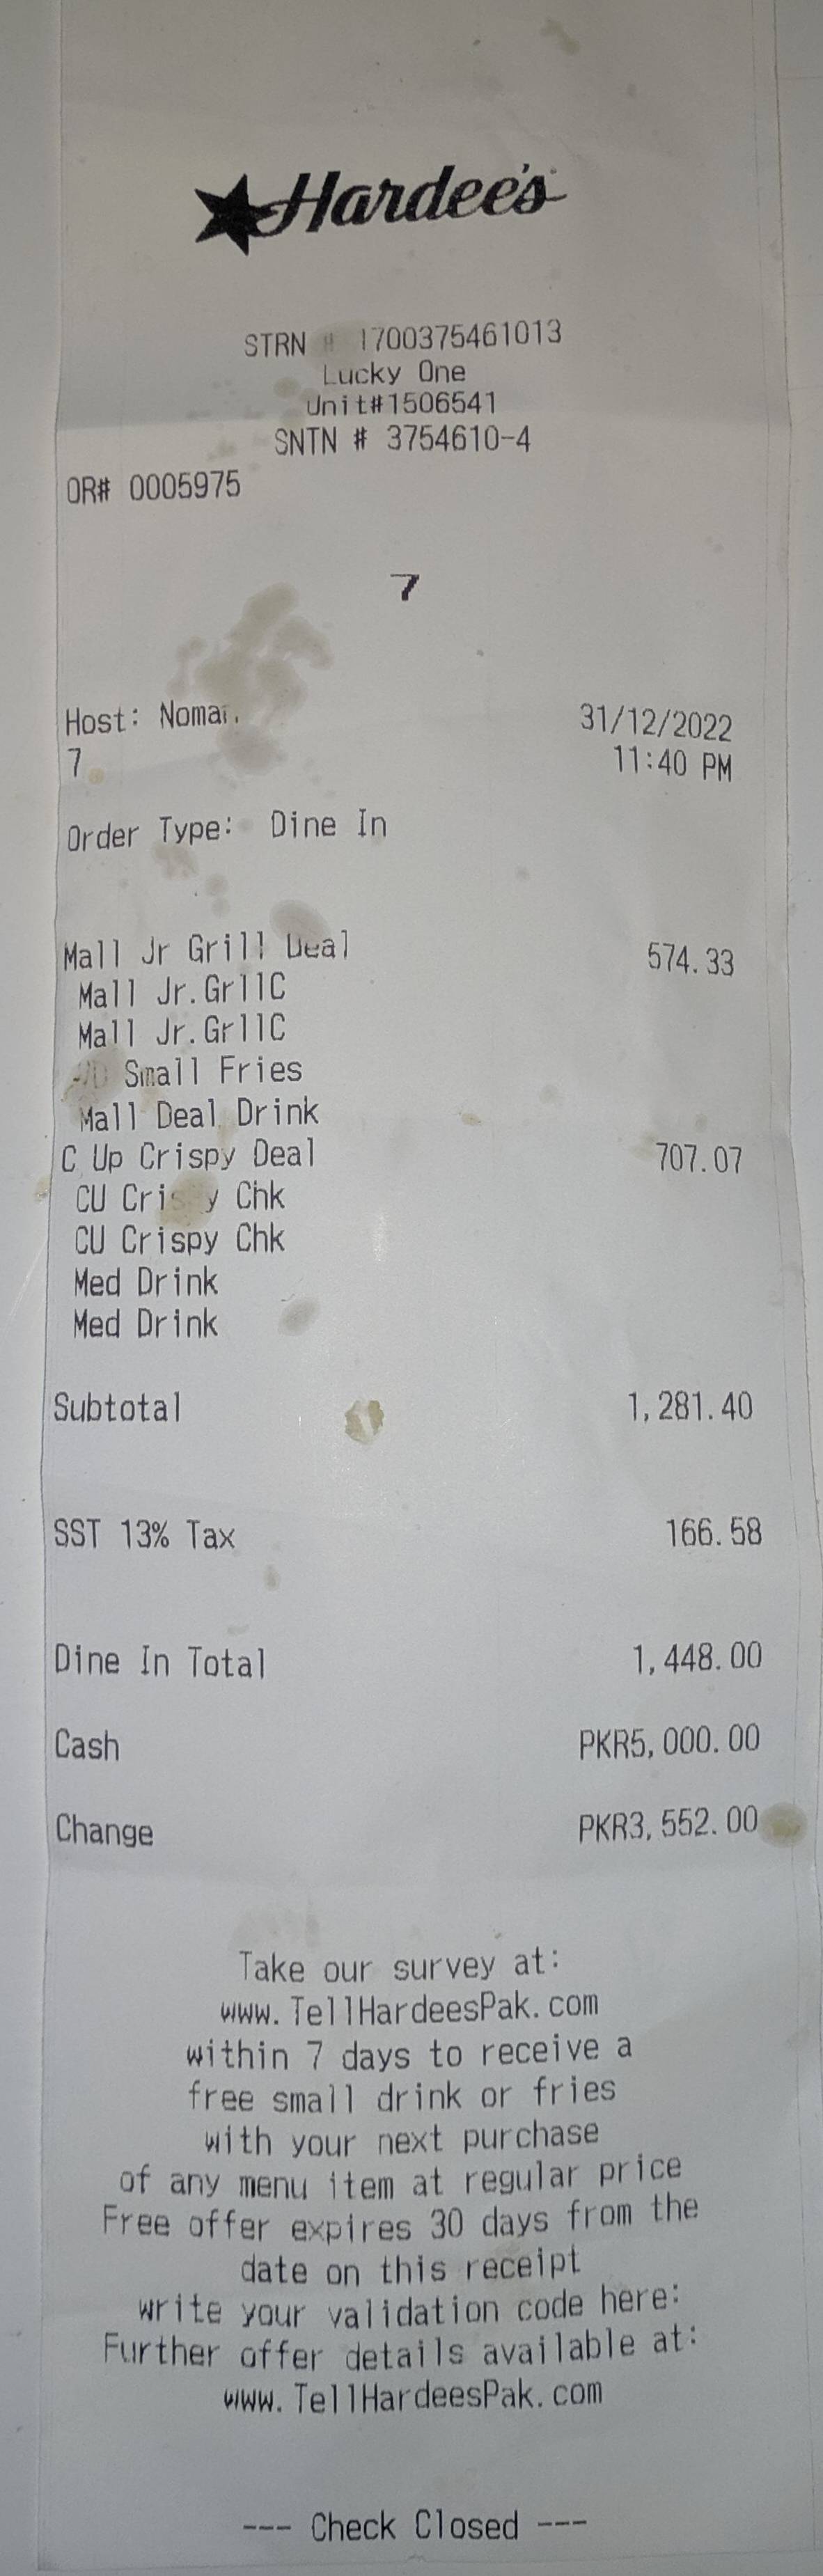 Hardee's
STRN # 1700375461013
Lucky One
Unit#1506541
SNTN # 3754610-4
OR# 0005975
7
Host:
31/12/2022
7
11:40 PM
Order Type: Dine In
Mall Jr Grill Deal 574.33
Mall Jr.GrllC
Mall Jr.GrllC
Small Fries
Mall Deal Drink
C Up Crispy Deal 707.07
CU Crispy Chk
CU Crispy Chk
Med Drink
Med Drink
Subtotal 1,281.40
SST 13% Tax 166.58
Dine In Total 1,448.00
Cash PKR5,000.00
Change PKR3,552.00
Take our survey at:
www.TellHardeesPak.com
within 7 days to receive a
free small drink or fries
with your next purchase
of any menu item at regular price
Free offer expires 30 days from the
date on this receipt
write your validation code here:
Further offer details available at:
www.TellHardeesPak.com
--- Check Closed ---